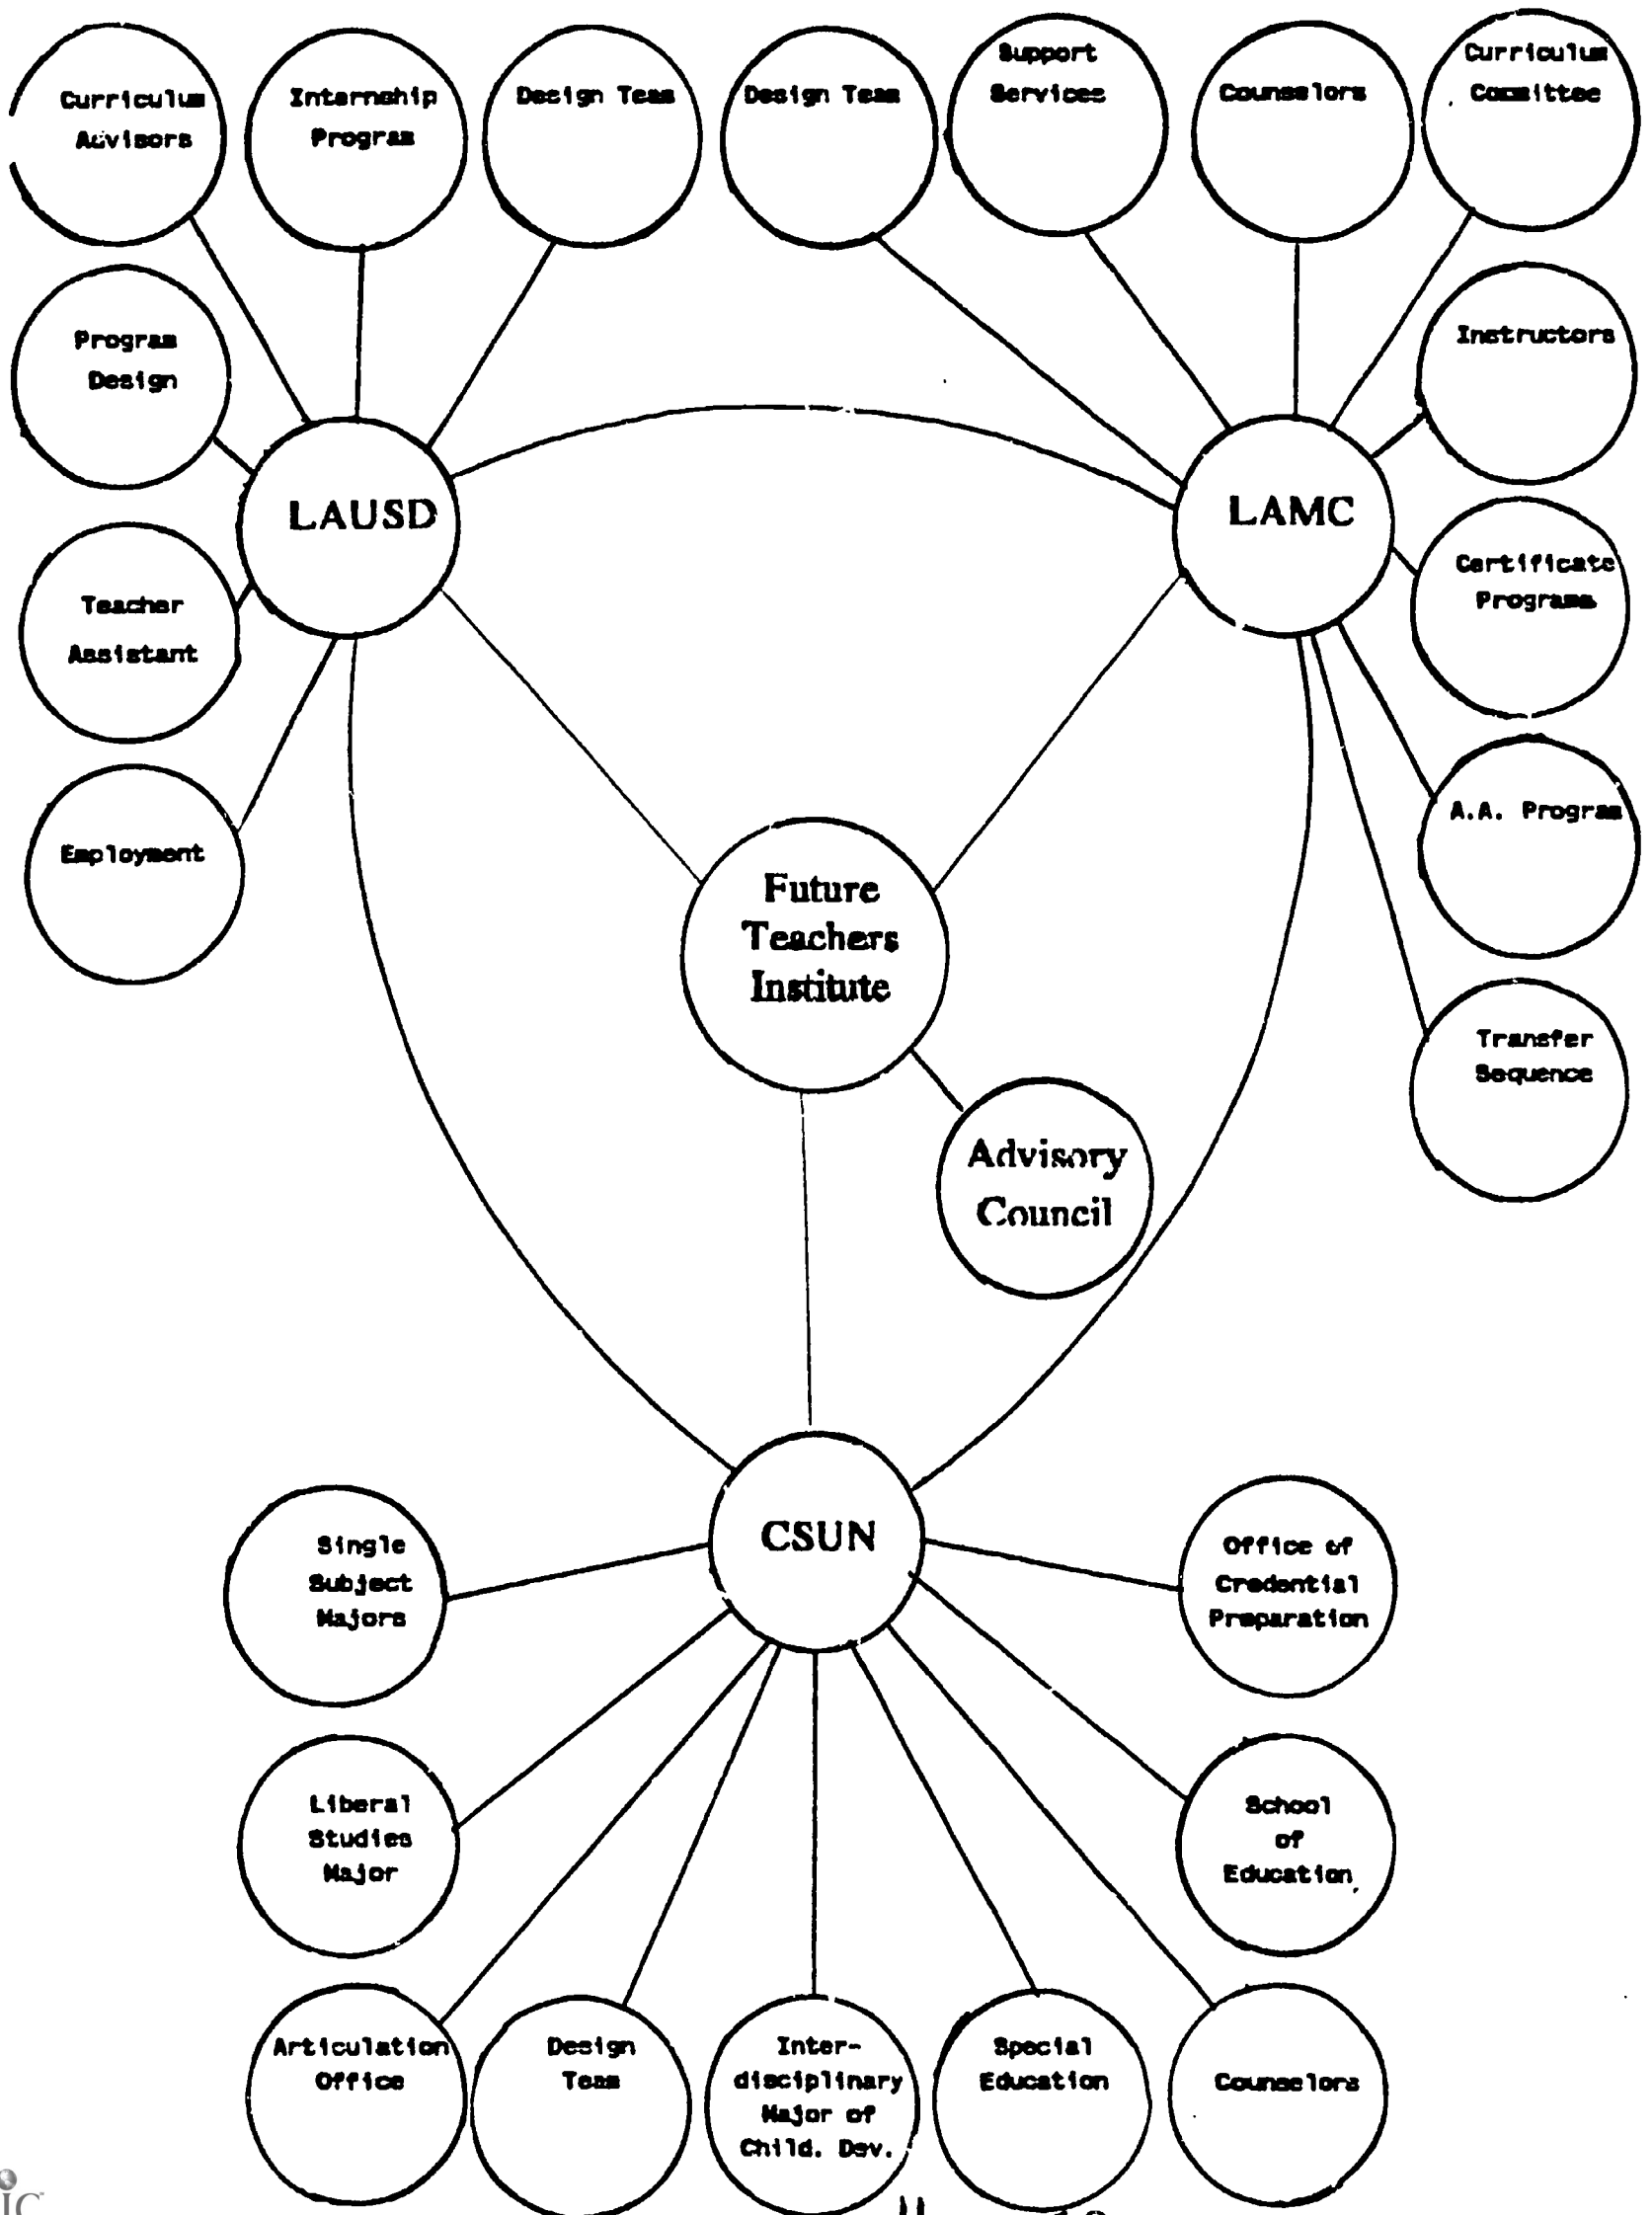 Curriculum
Advisors
Internship
Program
Design Team
Design Team
Support
Services
Counselors
Curriculum
Committee
Program
Design
Instructors
LAUSD
LAMC
Teacher
Assistant
Certificate
Programs
Employment
A.A. Program
Future
Teachers
Institute
Transfer
Sequence
Advisory
Council
CSUN
Single
Subject
Majors
Office of
Credential
Preparation
Liberal
Studies
Major
School
of
Education
Articulation
Office
Design
Team
Inter-
disciplinary
Major of
Child. Dev.
Special
Education
Counselors